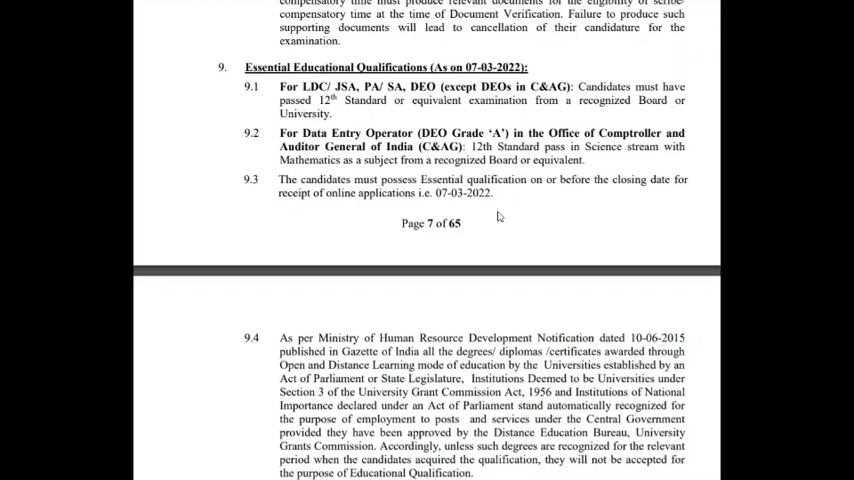 compensatory time must produce relevant documents for the eligibility of scribe/
compensatory time at the time of Document Verification. Failure to produce such
supporting documents will lead to cancellation of their candidature for the
examination.
9. Essential Educational Qualifications (As on 07-03-2022):
9.1 For LDC/ JSA, PA/ SA, DEO (except DEOs in C&AG): Candidates must have
passed 12th Standard or equivalent examination from a recognized Board or
University.
9.2 For Data Entry Operator (DEO Grade ‘A’) in the Office of Comptroller and
Auditor General of India (C&AG): 12th Standard pass in Science stream with
Mathematics as a subject from a recognized Board or equivalent.
9.3 The candidates must possess Essential qualification on or before the closing date for
receipt of online applications i.e. 07-03-2022.
Page 7 of 65
9.4 As per Ministry of Human Resource Development Notification dated 10-06-2015
published in Gazette of India all the degrees/ diplomas /certificates awarded through
Open and Distance Learning mode of education by the Universities established by an
Act of Parliament or State Legislature, Institutions Deemed to be Universities under
Section 3 of the University Grant Commission Act, 1956 and Institutions of National
Importance declared under an Act of Parliament stand automatically recognized for
the purpose of employment to posts and services under the Central Government
provided they have been approved by the Distance Education Bureau, University
Grants Commission. Accordingly, unless such degrees are recognized for the relevant
period when the candidates acquired the qualification, they will not be accepted for
the purpose of Educational Qualification.